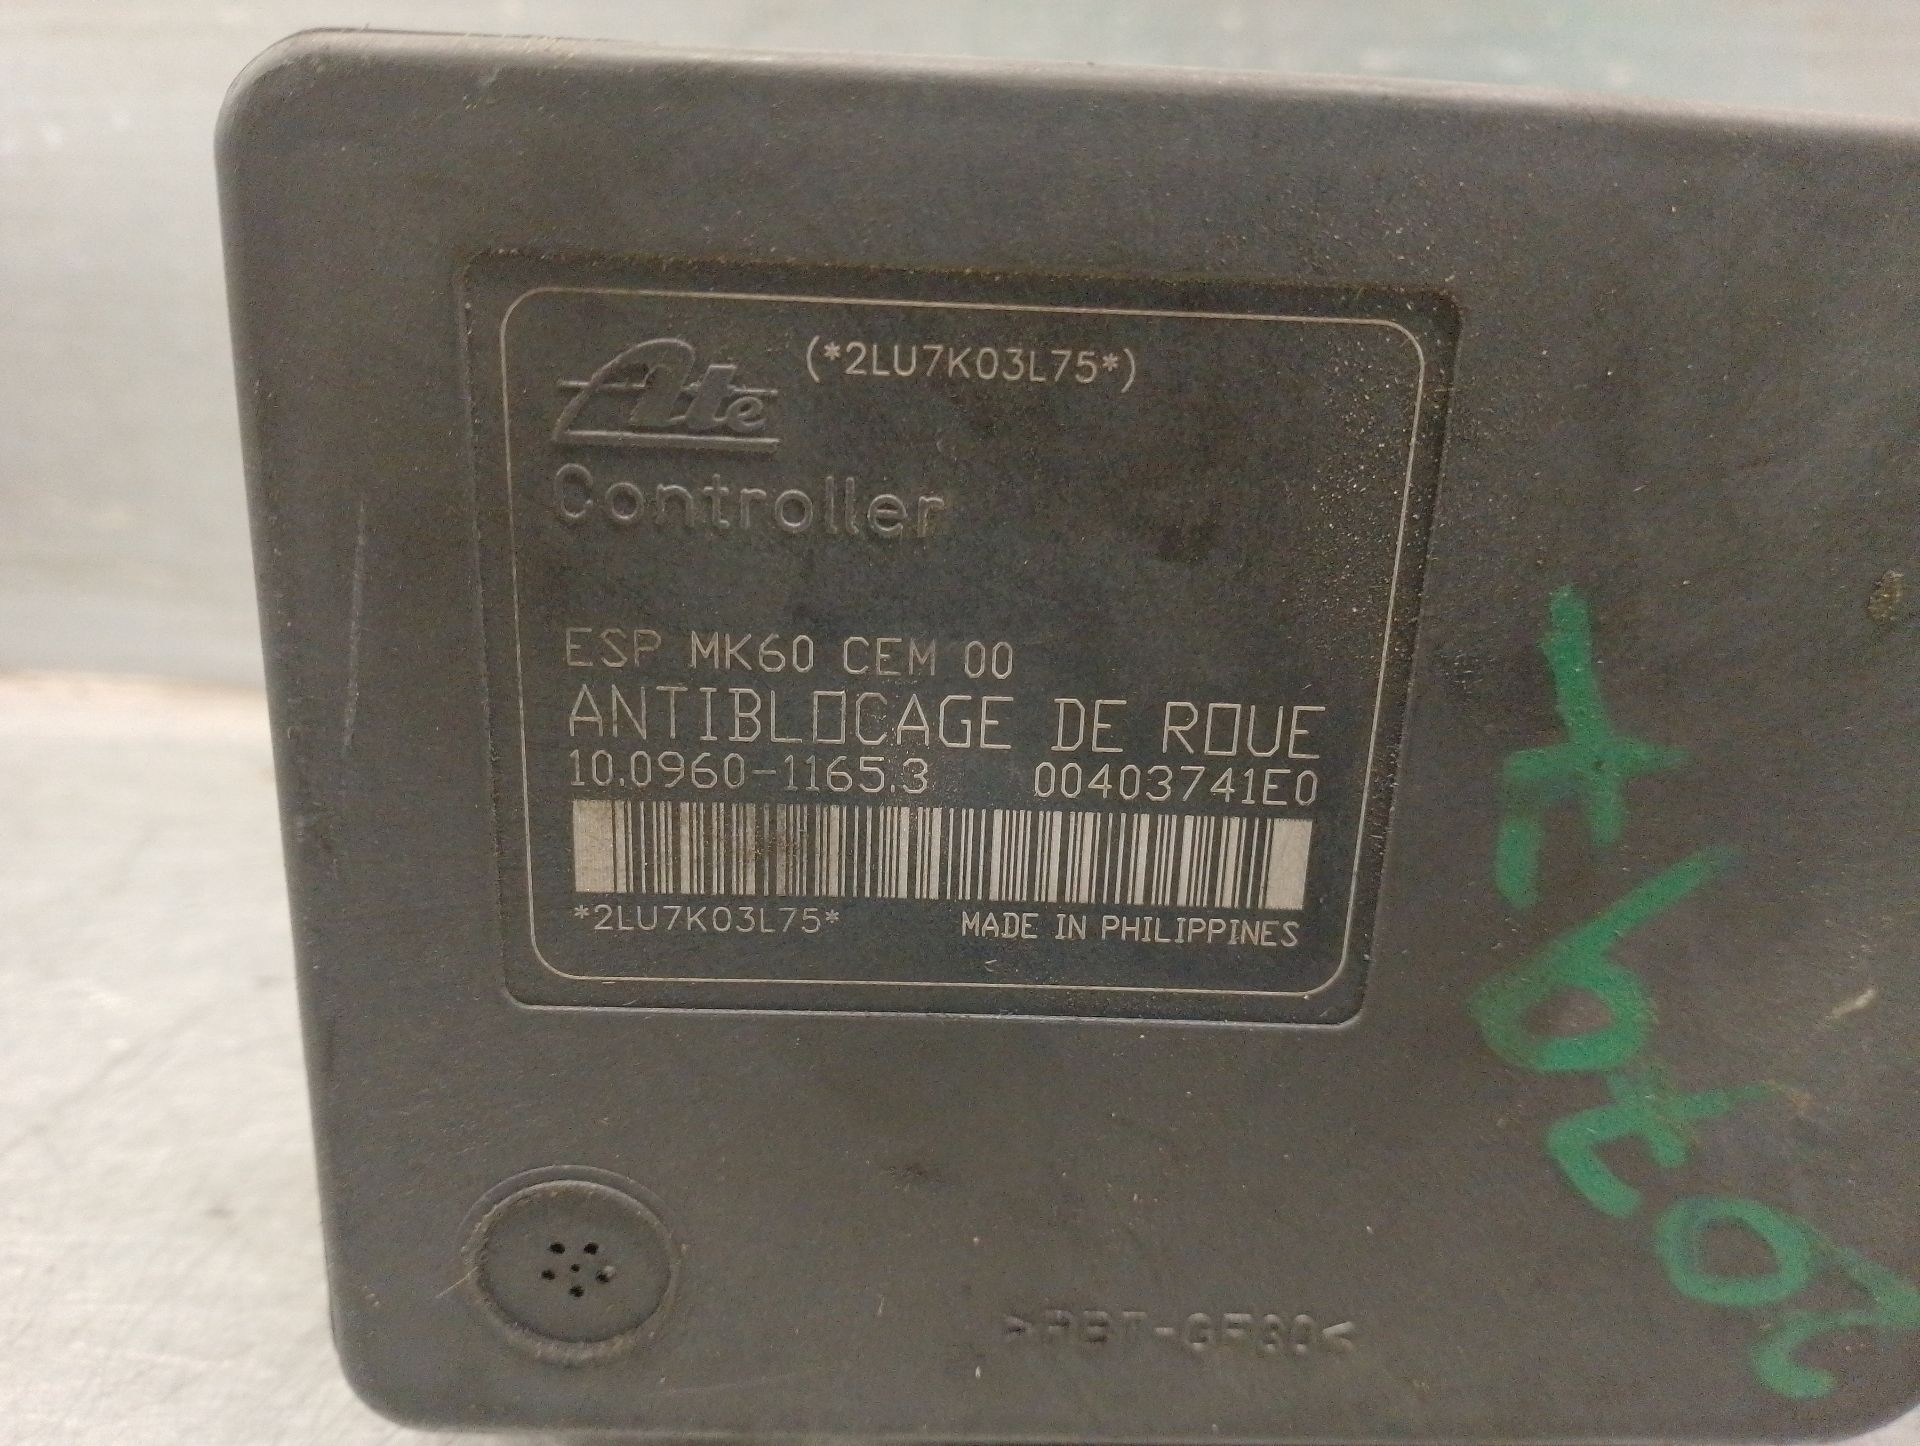 Ate (*2LU7K03L75*)
Controller
ESP MK60 CEM 00
ANTIBLOCAGE DE ROUE
10.0960-1165.3 00403741E0
*2LU7K03L75* MADE IN PHILIPPINES
>PBT-GF30<